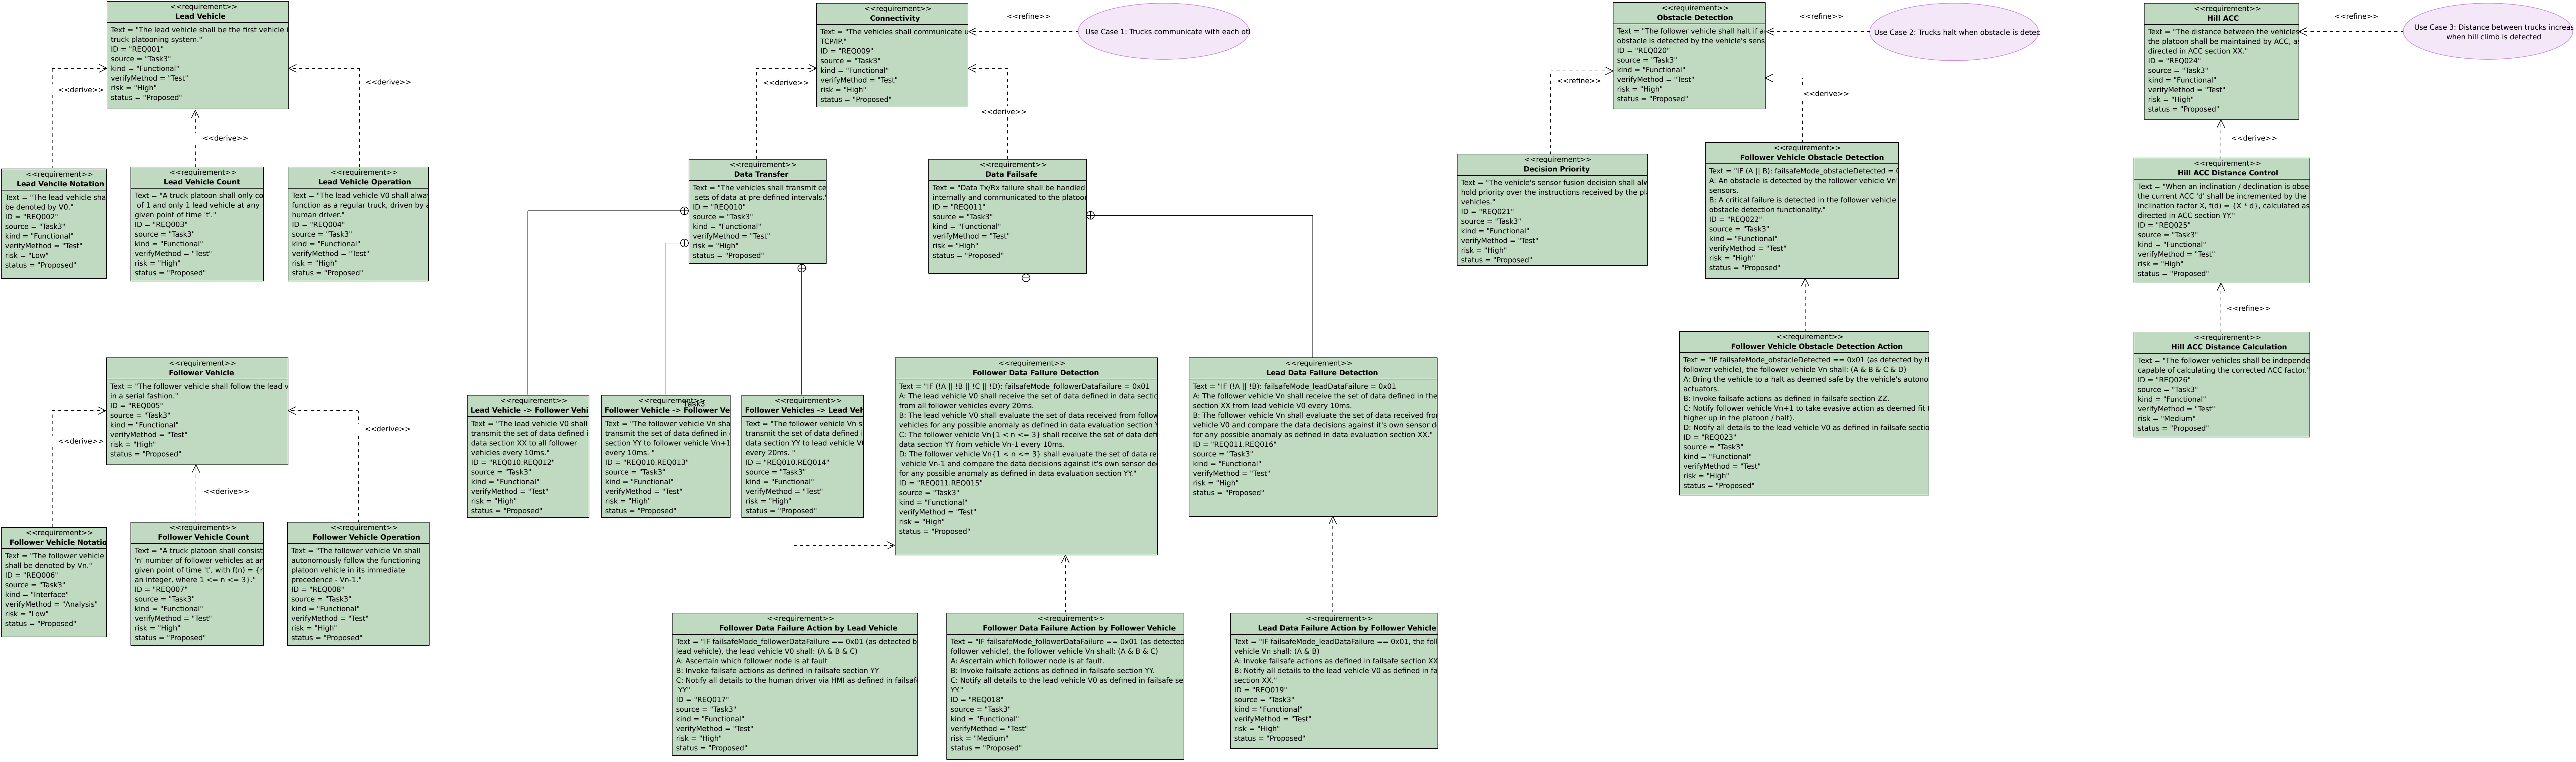 <<requirement>>
Lead Vehicle
Text = "The lead vehicle shall be the first vehicle i
truck platooning system."
ID = "REQ001"
source = "Task3"
kind = "Functional"
verifyMethod = "Test"
risk = "High"
status = "Proposed"
<<derive>>
<<derive>>
<<derive>>
<<requirement>>
Lead Vehcile Notation
Text = "The lead vehicle sha
be denoted by V0."
ID = "REQ002"
source = "Task3"
kind = "Functional"
verifyMethod = "Test"
risk = "Low"
status = "Proposed"
<<requirement>>
Lead Vehicle Count
Text = "A truck platoon shall only co
of 1 and only 1 lead vehicle at any
given point of time 't'."
ID = "REQ003"
source = "Task3"
kind = "Functional"
verifyMethod = "Test"
risk = "High"
status = "Proposed"
<<requirement>>
Lead Vehicle Operation
Text = "The lead vehicle V0 shall alway
function as a regular truck, driven by a
human driver."
ID = "REQ004"
source = "Task3"
kind = "Functional"
verifyMethod = "Test"
risk = "High"
status = "Proposed"
<<requirement>>
Follower Vehicle
Text = "The follower vehicle shall follow the lead v
in a serial fashion."
ID = "REQ005"
source = "Task3"
kind = "Functional"
verifyMethod = "Test"
risk = "High"
status = "Proposed"
<<derive>>
<<derive>>
<<derive>>
<<requirement>>
Follower Vehicle Notatio
Text = "The follower vehicle
shall be denoted by Vn."
ID = "REQ006"
source = "Task3"
kind = "Interface"
verifyMethod = "Analysis"
risk = "Low"
status = "Proposed"
<<requirement>>
Follower Vehicle Count
Text = "A truck platoon shall consist
'n' number of follower vehicles at an
given point of time 't', with f(n) = {n
an integer, where 1 <= n <= 3}."
ID = "REQ007"
source = "Task3"
kind = "Functional"
verifyMethod = "Test"
risk = "High"
status = "Proposed"
<<requirement>>
Follower Vehicle Operation
Text = "The follower vehicle Vn shall
autonomously follow the functioning
platoon vehicle in its immediate
precedence - Vn-1."
ID = "REQ008"
source = "Task3"
kind = "Functional"
verifyMethod = "Test"
risk = "High"
status = "Proposed"
<<requirement>>
Connectivity
Text = "The vehicles shall communicate u
TCP/IP."
ID = "REQ009"
source = "Task3"
kind = "Functional"
verifyMethod = "Test"
risk = "High"
status = "Proposed"
<<refine>>
Use Case 1: Trucks communicate with each otl
<<derive>>
<<derive>>
<<requirement>>
Data Transfer
Text = "The vehicles shall transmit ce
sets of data at pre-defined intervals."
ID = "REQ010"
source = "Task3"
kind = "Functional"
verifyMethod = "Test"
risk = "High"
status = "Proposed"
<<requirement>>
Data Failsafe
Text = "Data Tx/Rx failure shall be handled
internally and communicated to the platoon
ID = "REQ011"
source = "Task3"
kind = "Functional"
verifyMethod = "Test"
risk = "High"
status = "Proposed"
<<requirement>>
Lead Vehicle -> Follower Vehi
Text = "The lead vehicle V0 shall
transmit the set of data defined i
data section XX to all follower
vehicles every 10ms."
ID = "REQ010.REQ012"
source = "Task3"
kind = "Functional"
verifyMethod = "Test"
risk = "High"
status = "Proposed"
<<requirement>>
Task3
Follower Vehicle -> Follower Ve
Text = "The follower vehicle Vn sha
transmit the set of data defined in
section YY to follower vehicle Vn+1
every 10ms. "
ID = "REQ010.REQ013"
source = "Task3"
kind = "Functional"
verifyMethod = "Test"
risk = "High"
status = "Proposed"
<<requirement>>
Follower Vehicles -> Lead Veh
Text = "The follower vehicle Vn sh
transmit the set of data defined i
data section YY to lead vehicle V0
every 20ms. "
ID = "REQ010.REQ014"
source = "Task3"
kind = "Functional"
verifyMethod = "Test"
risk = "High"
status = "Proposed"
<<requirement>>
Follower Data Failure Detection
Text = "IF (!A || !B || !C || !D): failsafeMode_followerDataFailure = 0x01
A: The lead vehicle V0 shall receive the set of data defined in data sectio
from all follower vehicles every 20ms.
B: The lead vehicle V0 shall evaluate the set of data received from follow
vehicles for any possible anomaly as defined in data evaluation section Y
C: The follower vehicle Vn{1 < n <= 3} shall receive the set of data defi
data section YY from vehicle Vn-1 every 10ms.
D: The follower vehicle Vn{1 < n <= 3} shall evaluate the set of data re
vehicle Vn-1 and compare the data decisions against it's own sensor dec
for any possible anomaly as defined in data evaluation section YY."
ID = "REQ011.REQ015"
source = "Task3"
kind = "Functional"
verifyMethod = "Test"
risk = "High"
status = "Proposed"
<<requirement>>
Lead Data Failure Detection
Text = "IF (!A || !B): failsafeMode_leadDataFailure = 0x01
A: The follower vehicle Vn shall receive the set of data defined in the
section XX from lead vehicle V0 every 10ms.
B: The follower vehicle Vn shall evaluate the set of data received fro
vehicle V0 and compare the data decisions against it's own sensor d
for any possible anomaly as defined in data evaluation section XX."
ID = "REQ011.REQ016"
source = "Task3"
kind = "Functional"
verifyMethod = "Test"
risk = "High"
status = "Proposed"
<<requirement>>
Follower Data Failure Action by Lead Vehicle
Text = "IF failsafeMode_followerDataFailure == 0x01 (as detected b
lead vehicle), the lead vehicle V0 shall: (A & B & C)
A: Ascertain which follower node is at fault
B: Invoke failsafe actions as defined in failsafe section YY
C: Notify all details to the human driver via HMI as defined in failsafe
YY"
ID = "REQ017"
source = "Task3"
kind = "Functional"
verifyMethod = "Test"
risk = "High"
status = "Proposed"
<<requirement>>
Follower Data Failure Action by Follower Vehicle
Text = "IF failsafeMode_followerDataFailure == 0x01 (as detected
follower vehicle), the follower vehicle Vn shall: (A & B & C)
A: Ascertain which follower node is at fault.
B: Invoke failsafe actions as defined in failsafe section YY.
C: Notify all details to the lead vehicle V0 as defined in failsafe se
YY."
ID = "REQ018"
source = "Task3"
kind = "Functional"
verifyMethod = "Test"
risk = "Medium"
status = "Proposed"
<<requirement>>
Lead Data Failure Action by Follower Vehicle
Text = "IF failsafeMode_leadDataFailure == 0x01, the foll
vehicle Vn shall: (A & B)
A: Invoke failsafe actions as defined in failsafe section XX
B: Notify all details to the lead vehicle V0 as defined in fa
section XX."
ID = "REQ019"
source = "Task3"
kind = "Functional"
verifyMethod = "Test"
risk = "High"
status = "Proposed"
<<requirement>>
Obstacle Detection
Text = "The follower vehicle shall halt if a
obstacle is detected by the vehicle's sens
ID = "REQ020"
source = "Task3"
kind = "Functional"
verifyMethod = "Test"
risk = "High"
status = "Proposed"
<<refine>>
Use Case 2: Trucks halt when obstacle is detec
<<refine>>
<<derive>>
<<requirement>>
Decision Priority
Text = "The vehicle's sensor fusion decision shall alw
hold priority over the instructions received by the pl
vehicles."
ID = "REQ021"
source = "Task3"
kind = "Functional"
verifyMethod = "Test"
risk = "High"
status = "Proposed"
<<requirement>>
Follower Vehicle Obstacle Detection
Text = "IF (A || B): failsafeMode_obstacleDetected = 0
A: An obstacle is detected by the follower vehicle Vn'
sensors.
B: A critical failure is detected in the follower vehicle
obstacle detection functionality."
ID = "REQ022"
source = "Task3"
kind = "Functional"
verifyMethod = "Test"
risk = "High"
status = "Proposed"
<<requirement>>
Follower Vehicle Obstacle Detection Action
Text = "IF failsafeMode_obstacleDetected == 0x01 (as detected by t
follower vehicle), the follower vehicle Vn shall: (A & B & C & D)
A: Bring the vehicle to a halt as deemed safe by the vehicle's autono
actuators.
B: Invoke failsafe actions as defined in failsafe section ZZ.
C: Notify follower vehicle Vn+1 to take evasive action as deemed fit (
higher up in the platoon / halt).
D: Notify all details to the lead vehicle V0 as defined in failsafe sectio
ID = "REQ023"
source = "Task3"
kind = "Functional"
verifyMethod = "Test"
risk = "High"
status = "Proposed"
<<requirement>>
Hill ACC
Text = "The distance between the vehicles
the platoon shall be maintained by ACC, a
directed in ACC section XX."
ID = "REQ024"
source = "Task3"
kind = "Functional"
verifyMethod = "Test"
risk = "High"
status = "Proposed"
<<refine>>
Use Case 3: Distance between trucks increas
when hill climb is detected
<<derive>>
<<requirement>>
Hill ACC Distance Control
Text = "When an inclination / declination is obse
the current ACC 'd' shall be incremented by the
inclination factor X, f(d) = {X * d}, calculated as
directed in ACC section YY."
ID = "REQ025"
source = "Task3"
kind = "Functional"
verifyMethod = "Test"
risk = "High"
status = "Proposed"
<<refine>>
<<requirement>>
Hill ACC Distance Calculation
Text = "The follower vehicles shall be independe
capable of calculating the corrected ACC factor."
ID = "REQ026"
source = "Task3"
kind = "Functional"
verifyMethod = "Test"
risk = "Medium"
status = "Proposed"